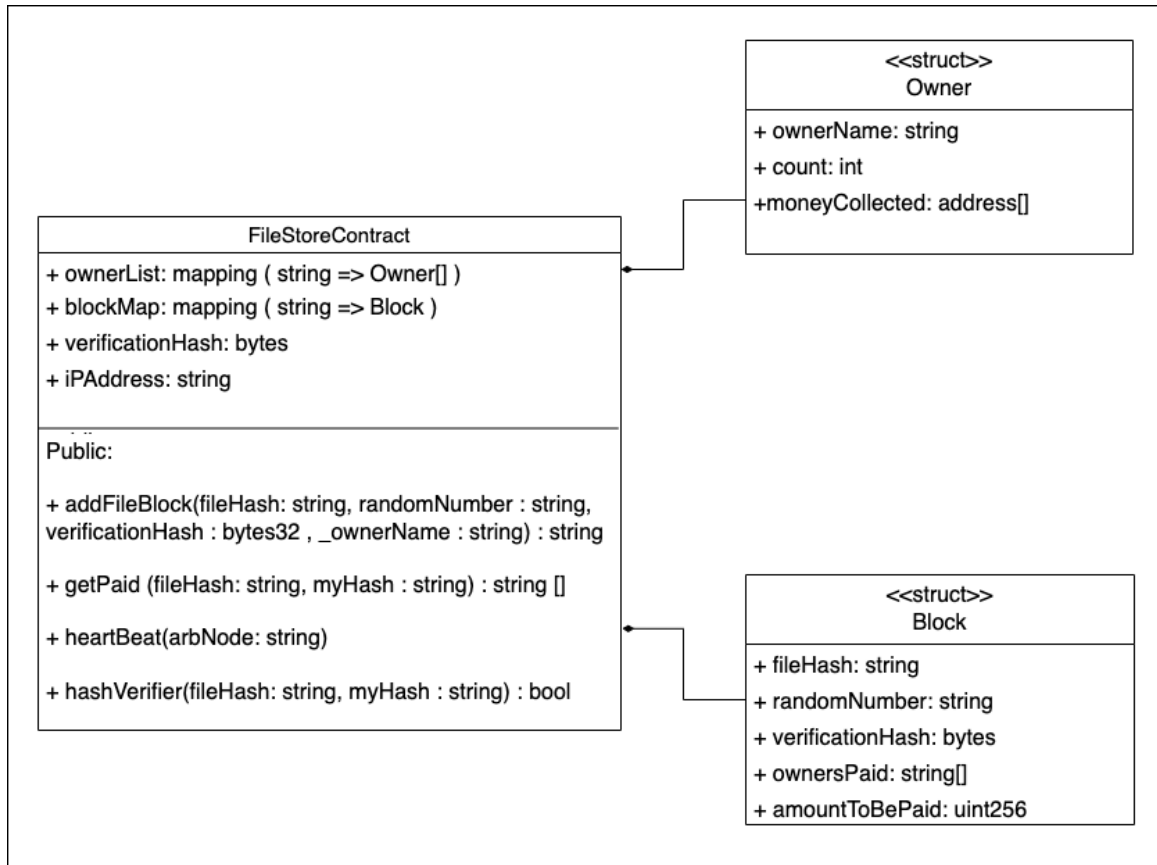 <<struct>>
Owner
+ ownerName: string
+ count: int
+moneyCollected: address[]
FileStoreContract
+ ownerList: mapping ( string => Owner[] )
+ blockMap: mapping ( string => Block )
+ verificationHash: bytes
+ iPAddress: string
Public:
+ addFileBlock(fileHash: string, randomNumber : string,
verificationHash : bytes32 , _ownerName : string) : string
+ getPaid (fileHash: string, myHash : string) : string []
+ heartBeat(arbNode: string)
+ hashVerifier(fileHash: string, myHash : string) : bool
<<struct>>
Block
+ fileHash: string
+ randomNumber: string
+ verificationHash: bytes
+ ownersPaid: string[]
+ amountToBePaid: uint256